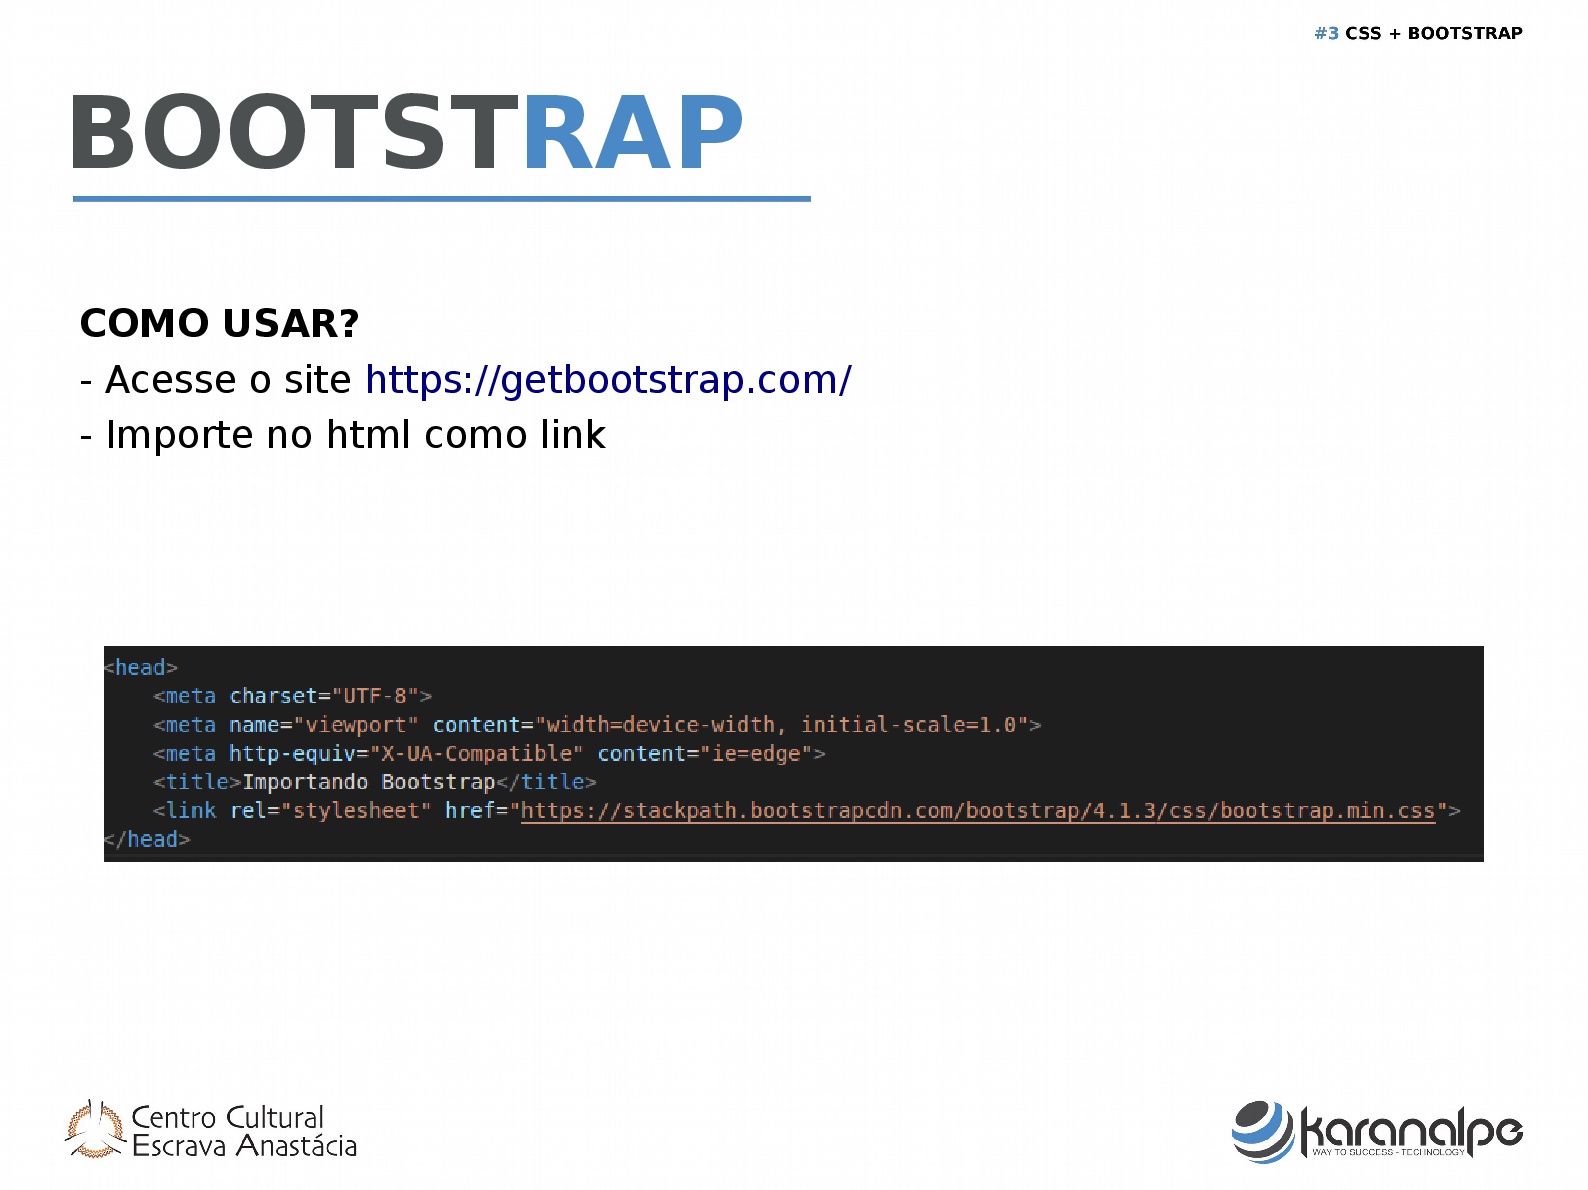 #3 CSS + BOOTSTRAP
BOOTSTRAP
COMO USAR?
- Acesse o site https://getbootstrap.com/
- Importe no html como link
<head>
    <meta charset="UTF-8">
    <meta name="viewport" content="width=device-width, initial-scale=1.0">
    <meta http-equiv="X-UA-Compatible" content="ie=edge">
    <title>Importando Bootstrap</title>
    <link rel="stylesheet" href="https://stackpath.bootstrapcdn.com/bootstrap/4.1.3/css/bootstrap.min.css">
</head>
Centro Cultural
Escrava Anastácia
karanalpe
WAY TO SUCCESS - TECHNOLOGY